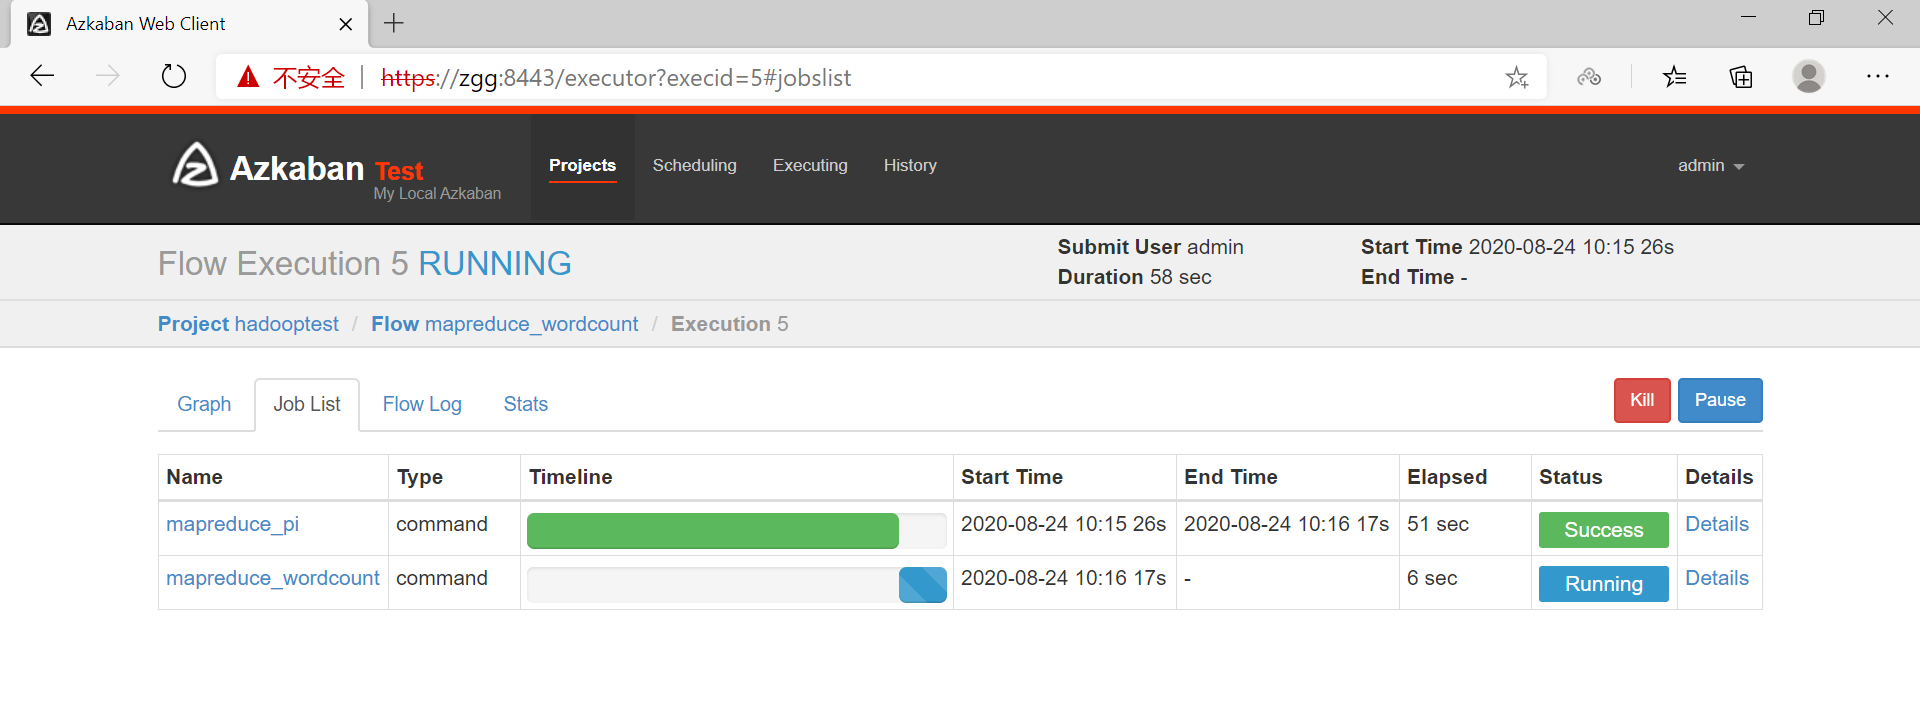 Azkaban Web Client
不安全 | https://zgg:8443/executor?execid=5#jobslist
Azkaban Test
My Local Azkaban
Projects Scheduling Executing History admin
Flow Execution 5 RUNNING
Submit User admin Start Time 2020-08-24 10:15 26s
Duration 58 sec End Time -
Project hadooptest / Flow mapreduce_wordcount / Execution 5
Graph Job List Flow Log Stats Kill Pause
Name Type Timeline Start Time End Time Elapsed Status Details
mapreduce_pi command 2020-08-24 10:15 26s 2020-08-24 10:16 17s 51 sec Success Details
mapreduce_wordcount command 2020-08-24 10:16 17s - 6 sec Running Details